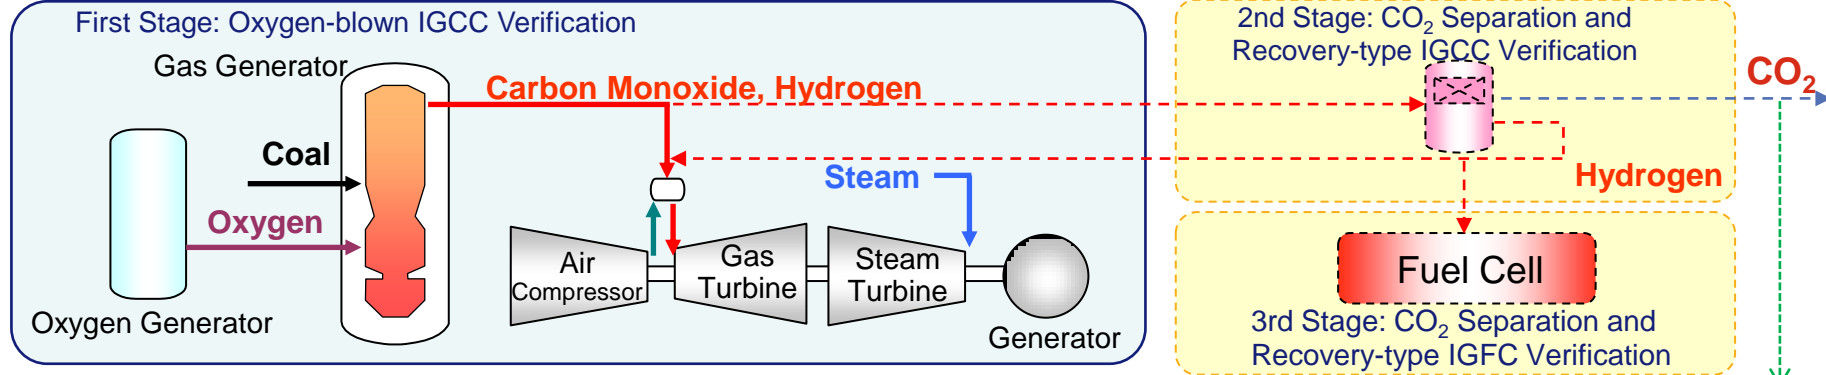 First Stage: Oxygen-blown IGCC Verification
Gas Generator
Carbon Monoxide, Hydrogen
Coal
Oxygen
Oxygen Generator
Steam
Air
Compressor
Gas
Turbine
Steam
Turbine
Generator
2nd Stage: CO₂ Separation and
Recovery-type IGCC Verification
CO₂
Hydrogen
Fuel Cell
3rd Stage: CO₂ Separation and
Recovery-type IGFC Verification